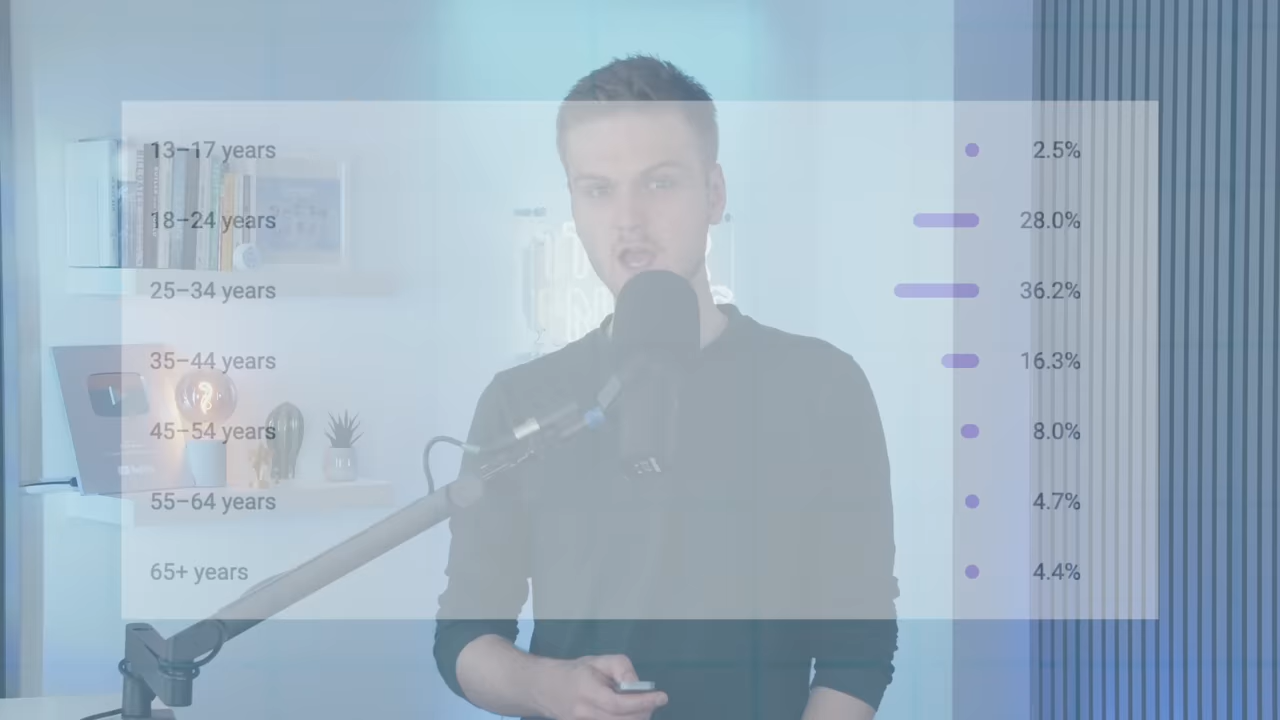 13–17 years 2.5%
18–24 years 28.0%
25–34 years 36.2%
35–44 years 16.3%
45–54 years 8.0%
55–64 years 4.7%
65+ years 4.4%